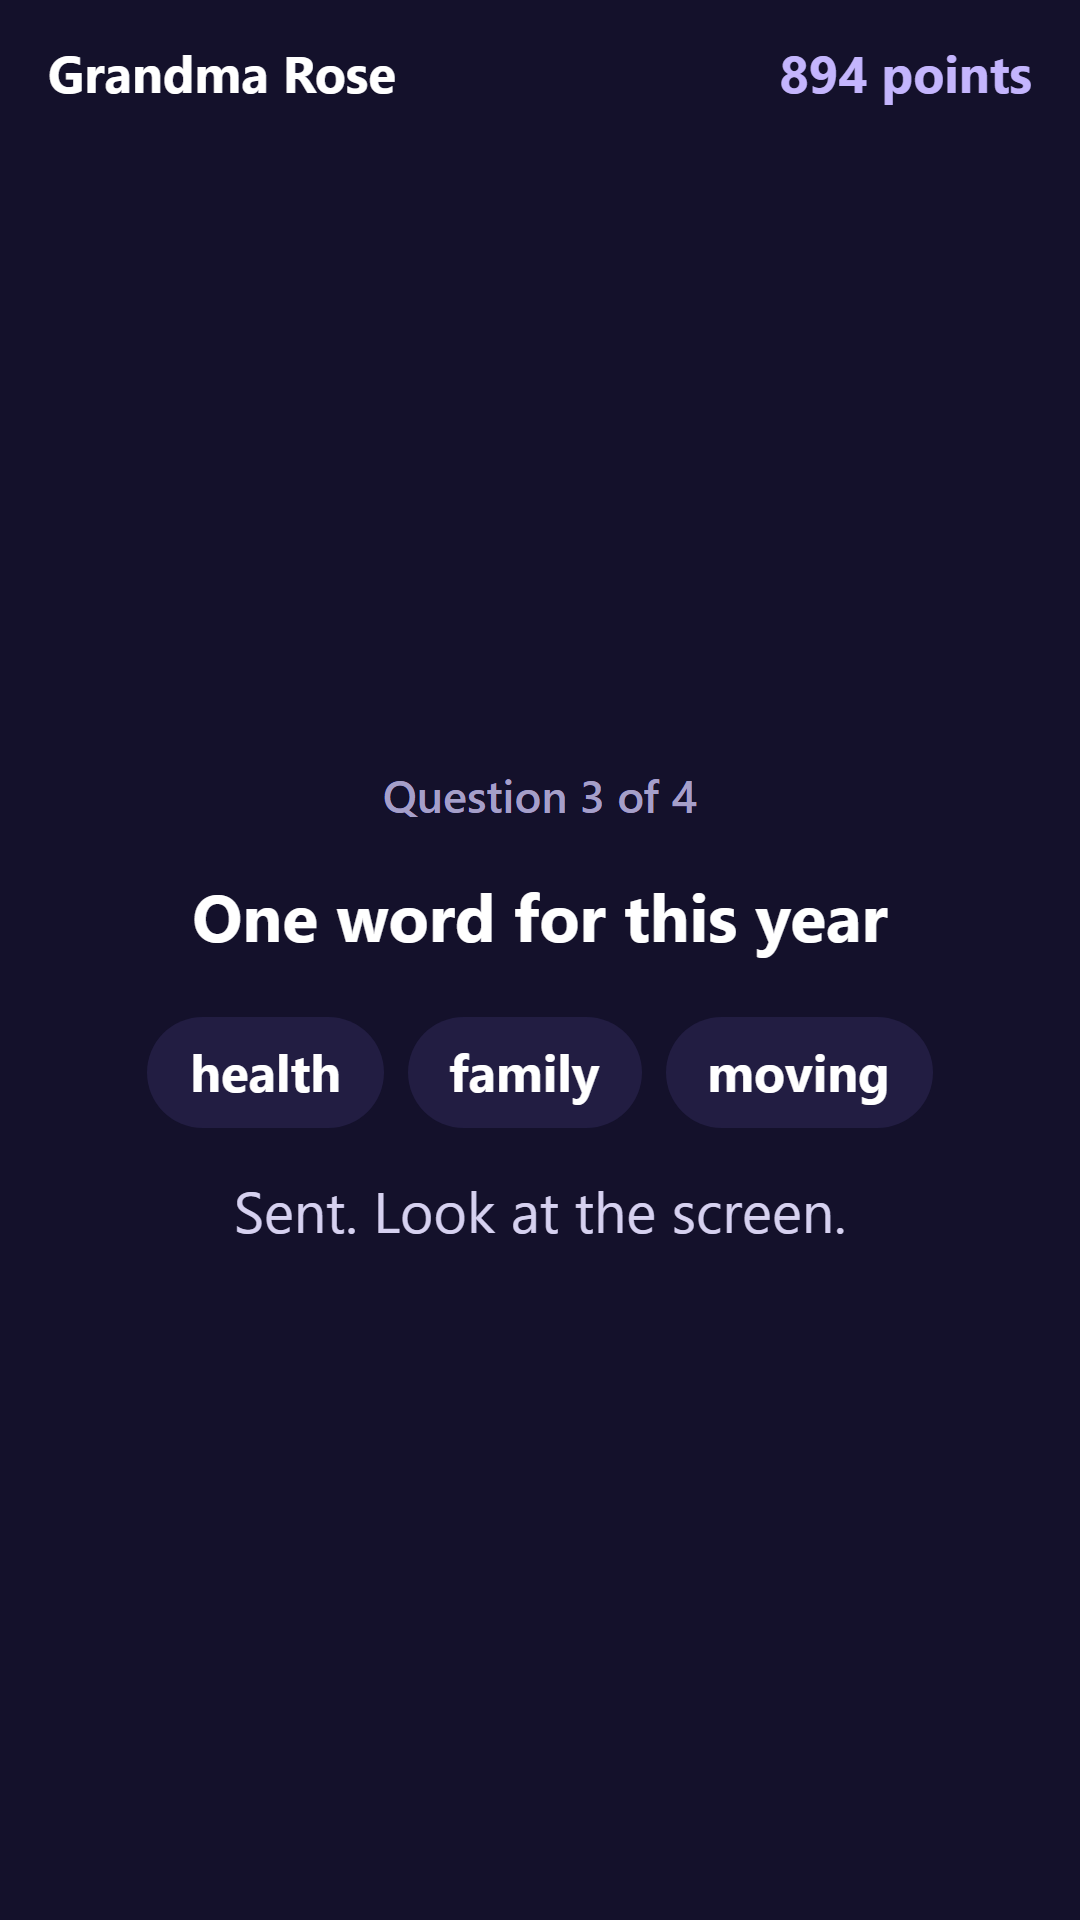 Grandma Rose 894 points
Question 3 of 4
One word for this year
health family moving
Sent. Look at the screen.